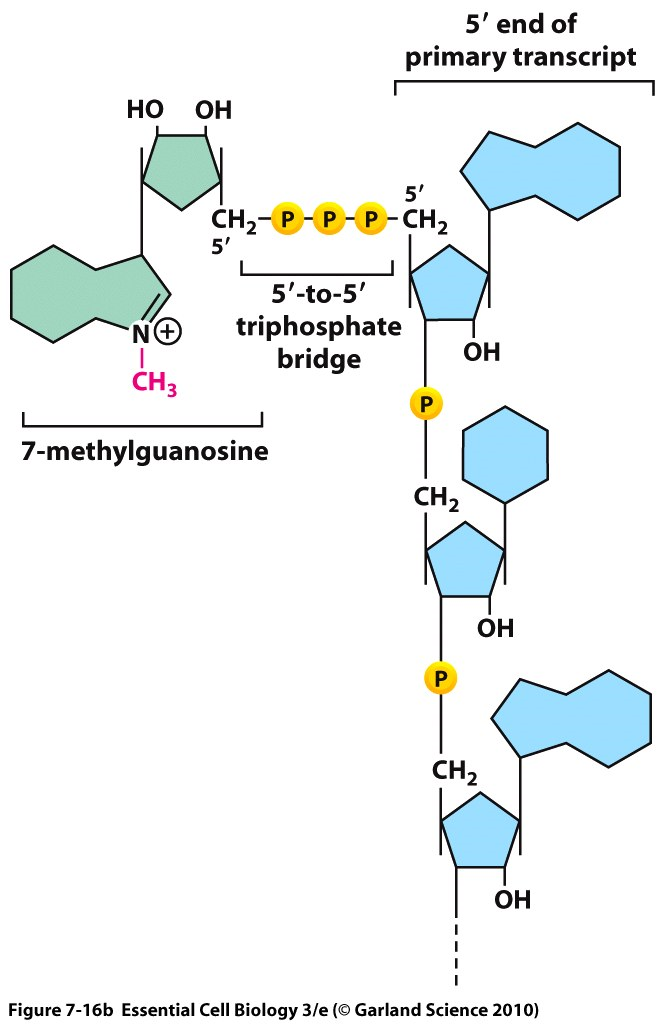 5′ end of
primary transcript
HO OH
CH₂ P P P CH₂
5′
5′
5′-to-5′
triphosphate
bridge
N +
CH₃
7-methylguanosine
OH
P
CH₂
OH
P
CH₂
OH
Figure 7-16b Essential Cell Biology 3/e (© Garland Science 2010)